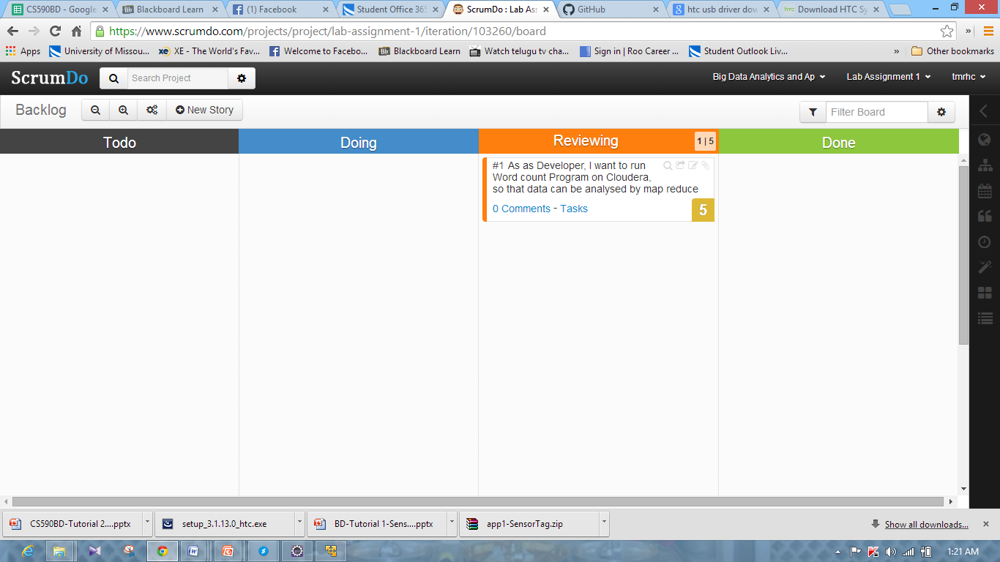 CS590BD - Google
Blackboard Learn
(1) Facebook
Student Office 365
ScrumDo : Lab Ass
GitHub
htc usb driver dow
Download HTC Sy
https://www.scrumdo.com/projects/project/lab-assignment-1/iteration/103260/board
Apps
University of Missou...
XE - The World's Fav...
Welcome to Facebo...
Blackboard Learn
Watch telugu tv cha...
Sign in | Roo Career ...
Student Outlook Liv...
»
Other bookmarks
ScrumDo
Search Project
Big Data Analytics and Ap
Lab Assignment 1
tmrhc
Backlog
New Story
Filter Board
Todo
Doing
Reviewing
1 | 5
Done
#1 As as Developer, I want to run
Word count Program on Cloudera,
so that data can be analysed by map reduce
0 Comments - Tasks
5
CS590BD-Tutorial 2....pptx
setup_3.1.13.0_htc.exe
BD-Tutorial 1-Sens....pptx
app1-SensorTag.zip
Show all downloads...
1:21 AM